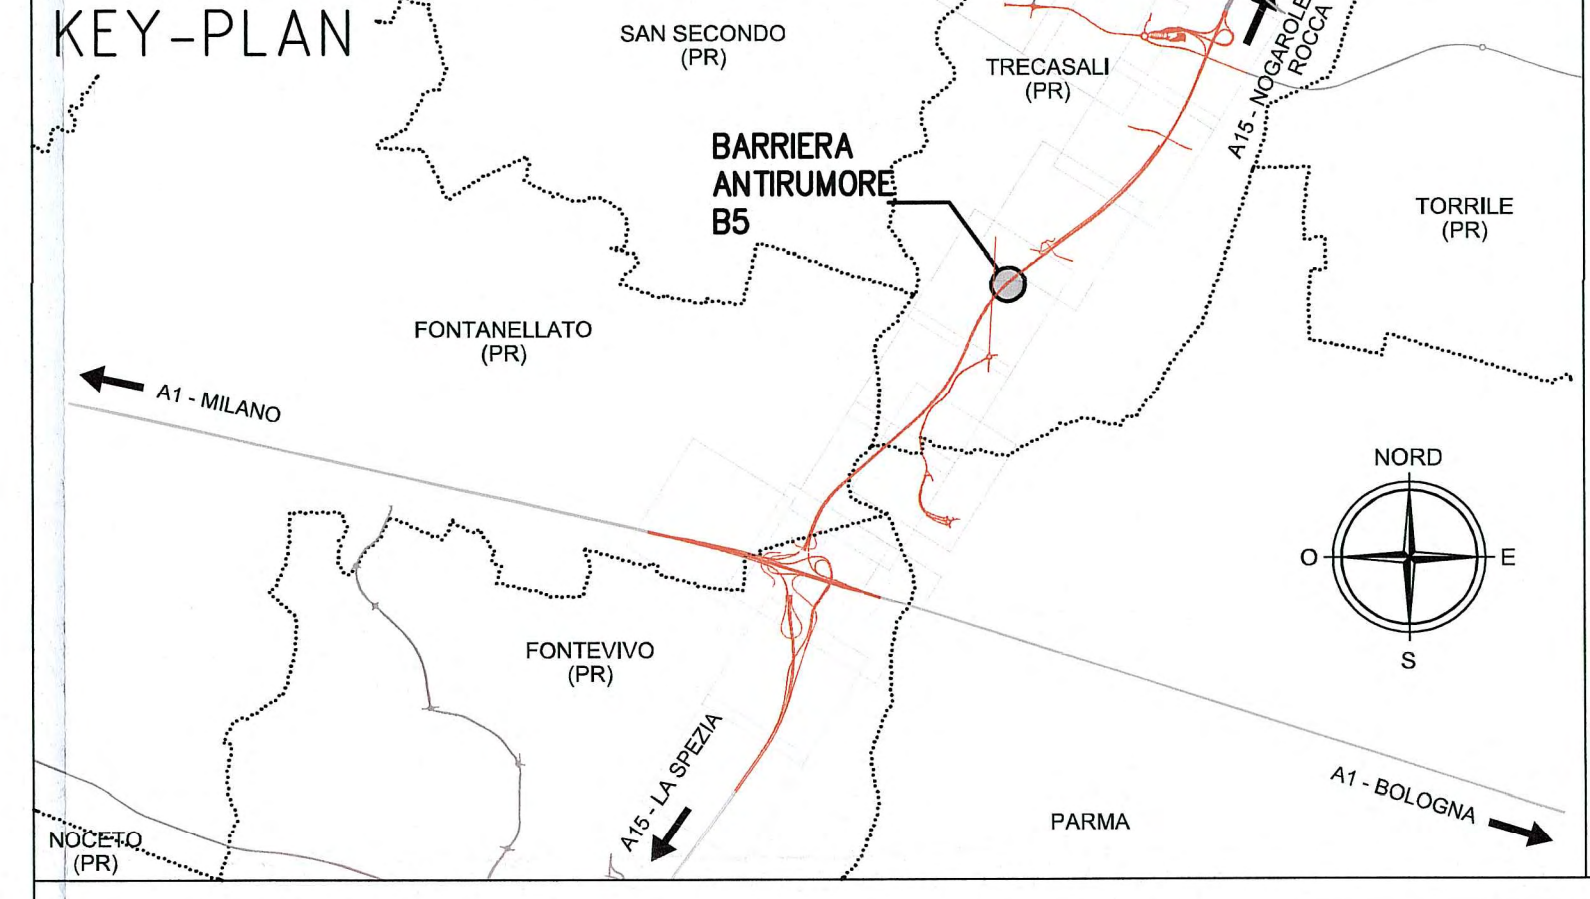 KEY-PLAN
SAN SECONDO
(PR)
TRECASALI
(PR)
A15 - NOGAROLE
ROCCA
BARRIERA
ANTIRUMORE
B5
TORRILE
(PR)
FONTANELLATO
(PR)
A1 - MILANO
NORD
O
E
S
FONTEVIVO
(PR)
A15 - LA SPEZIA
A1 - BOLOGNA
PARMA
NOCETO
(PR)